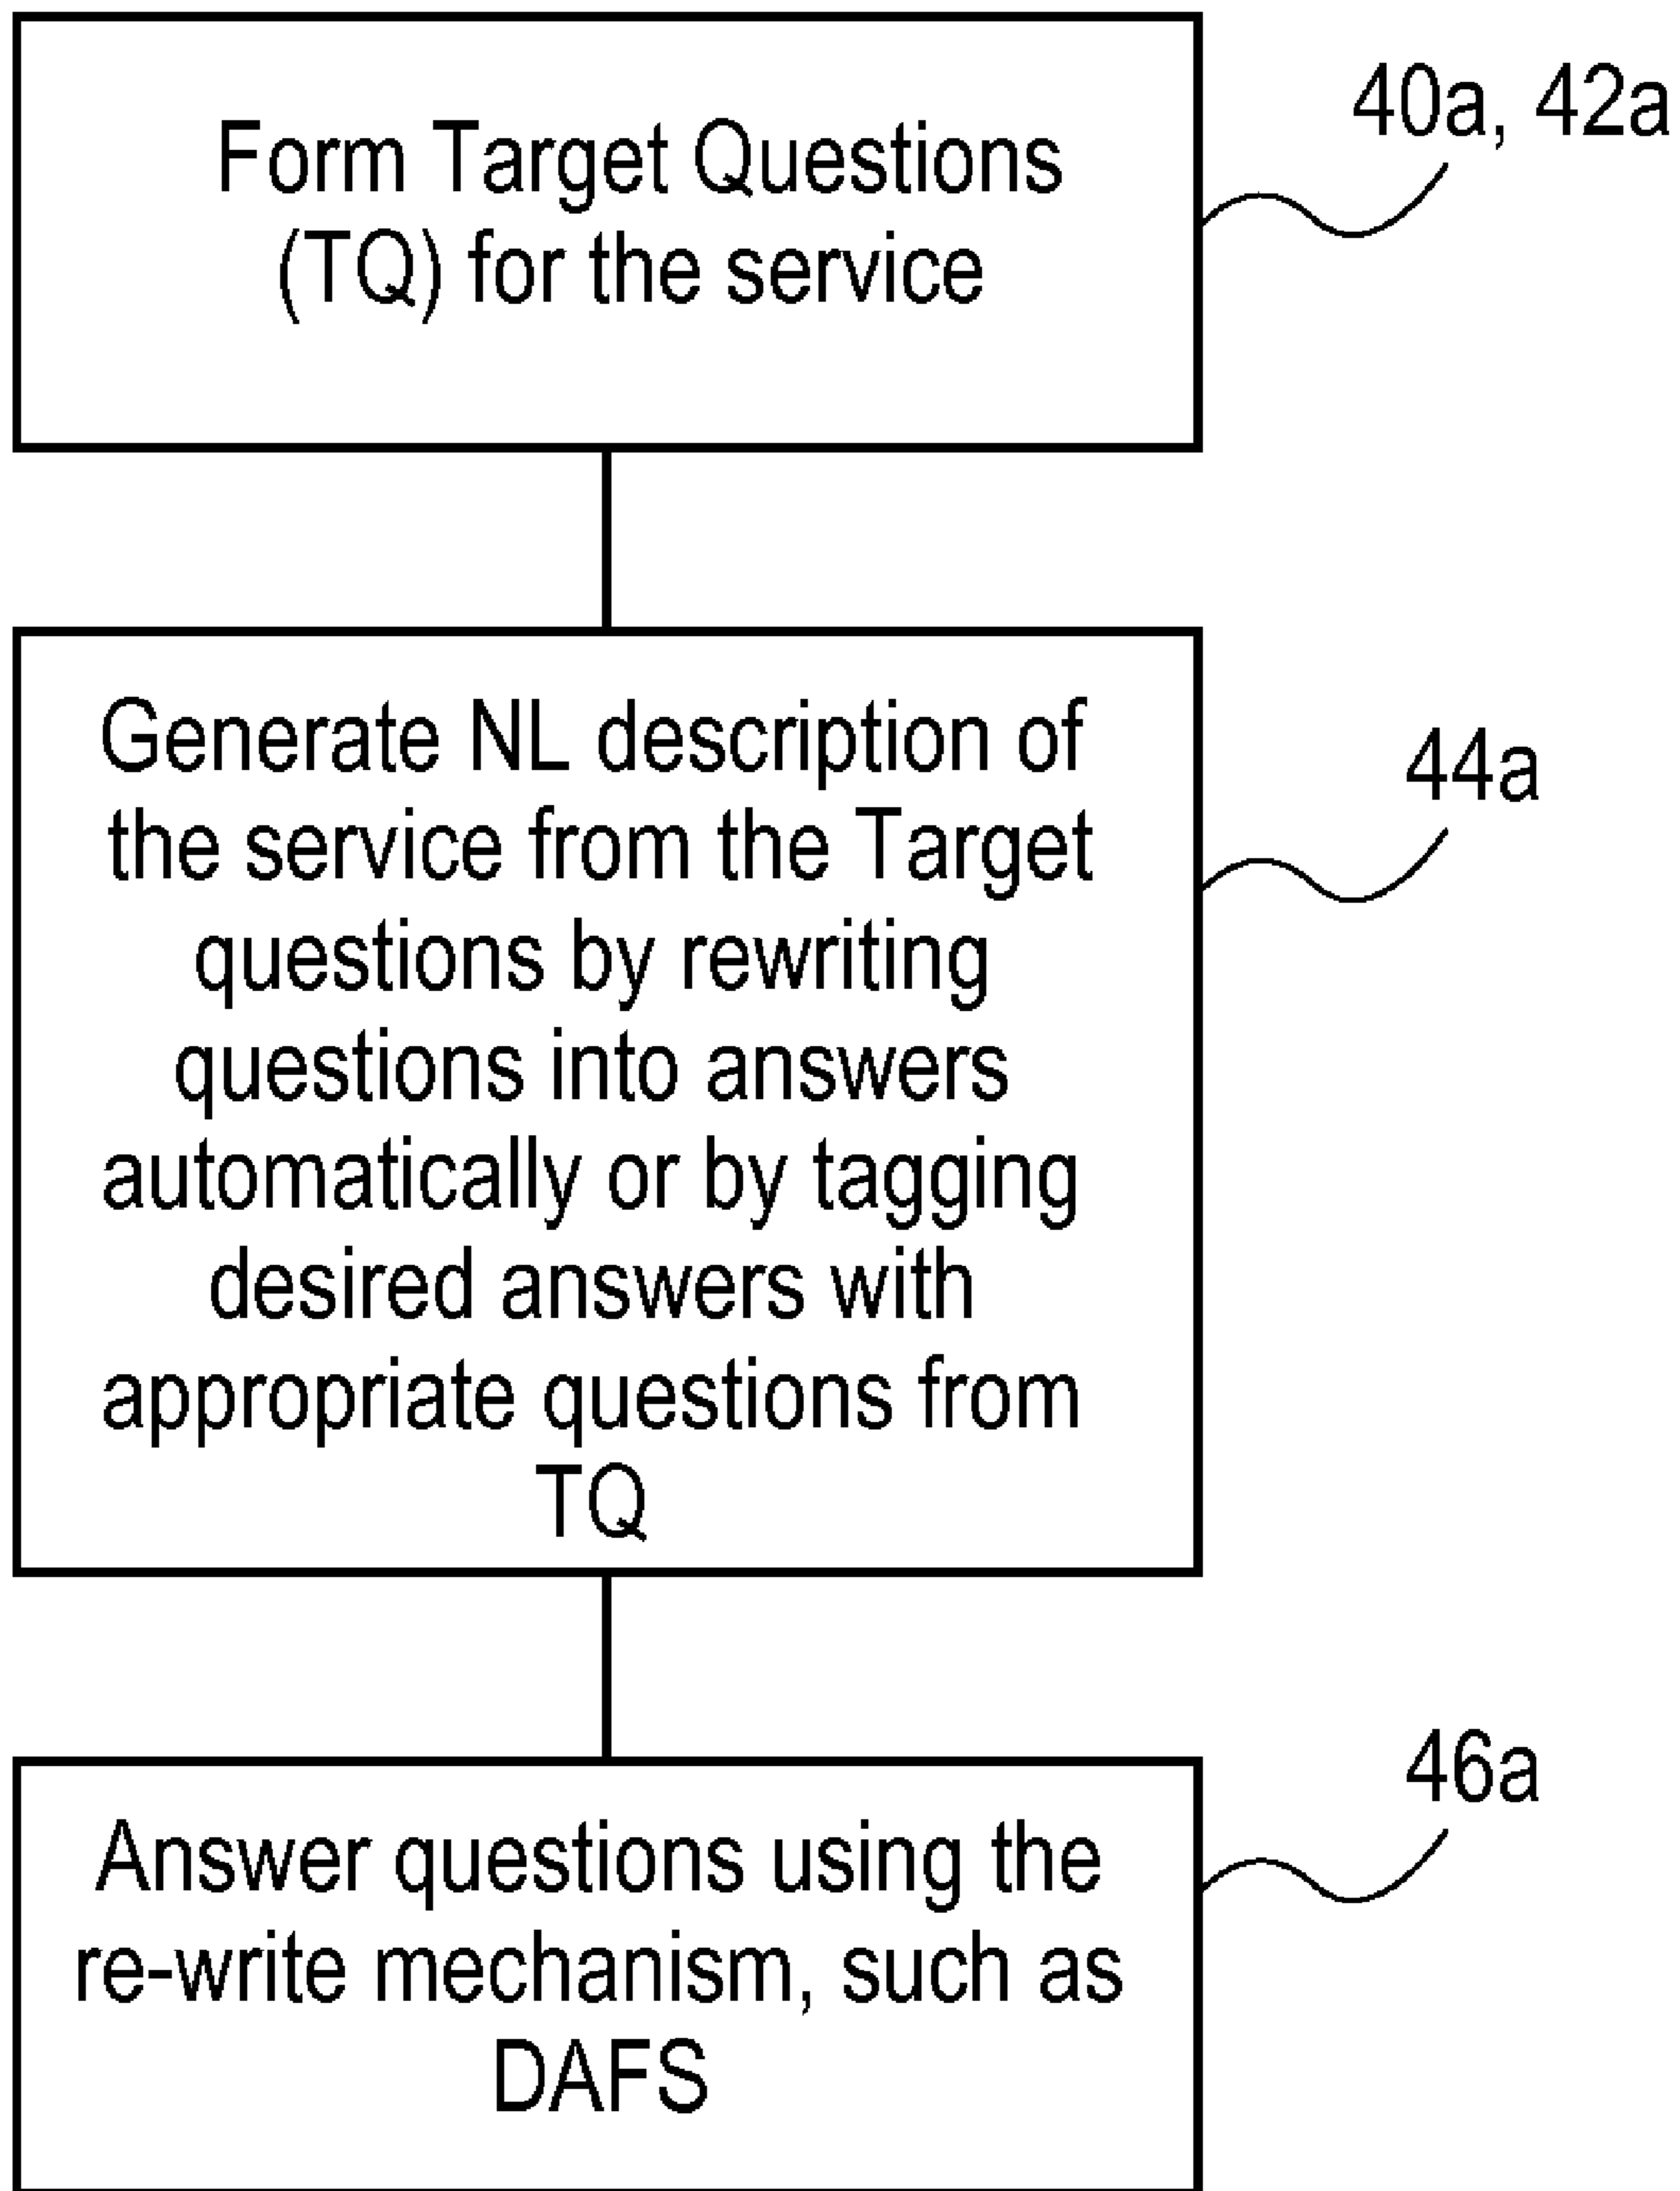 Form Target Questions
(TQ) for the service
40a, 42a
Generate NL description of
the service from the Target
questions by rewriting
questions into answers
automatically or by tagging
desired answers with
appropriate questions from
TQ
44a
Answer questions using the
re-write mechanism, such as
DAFS
46a